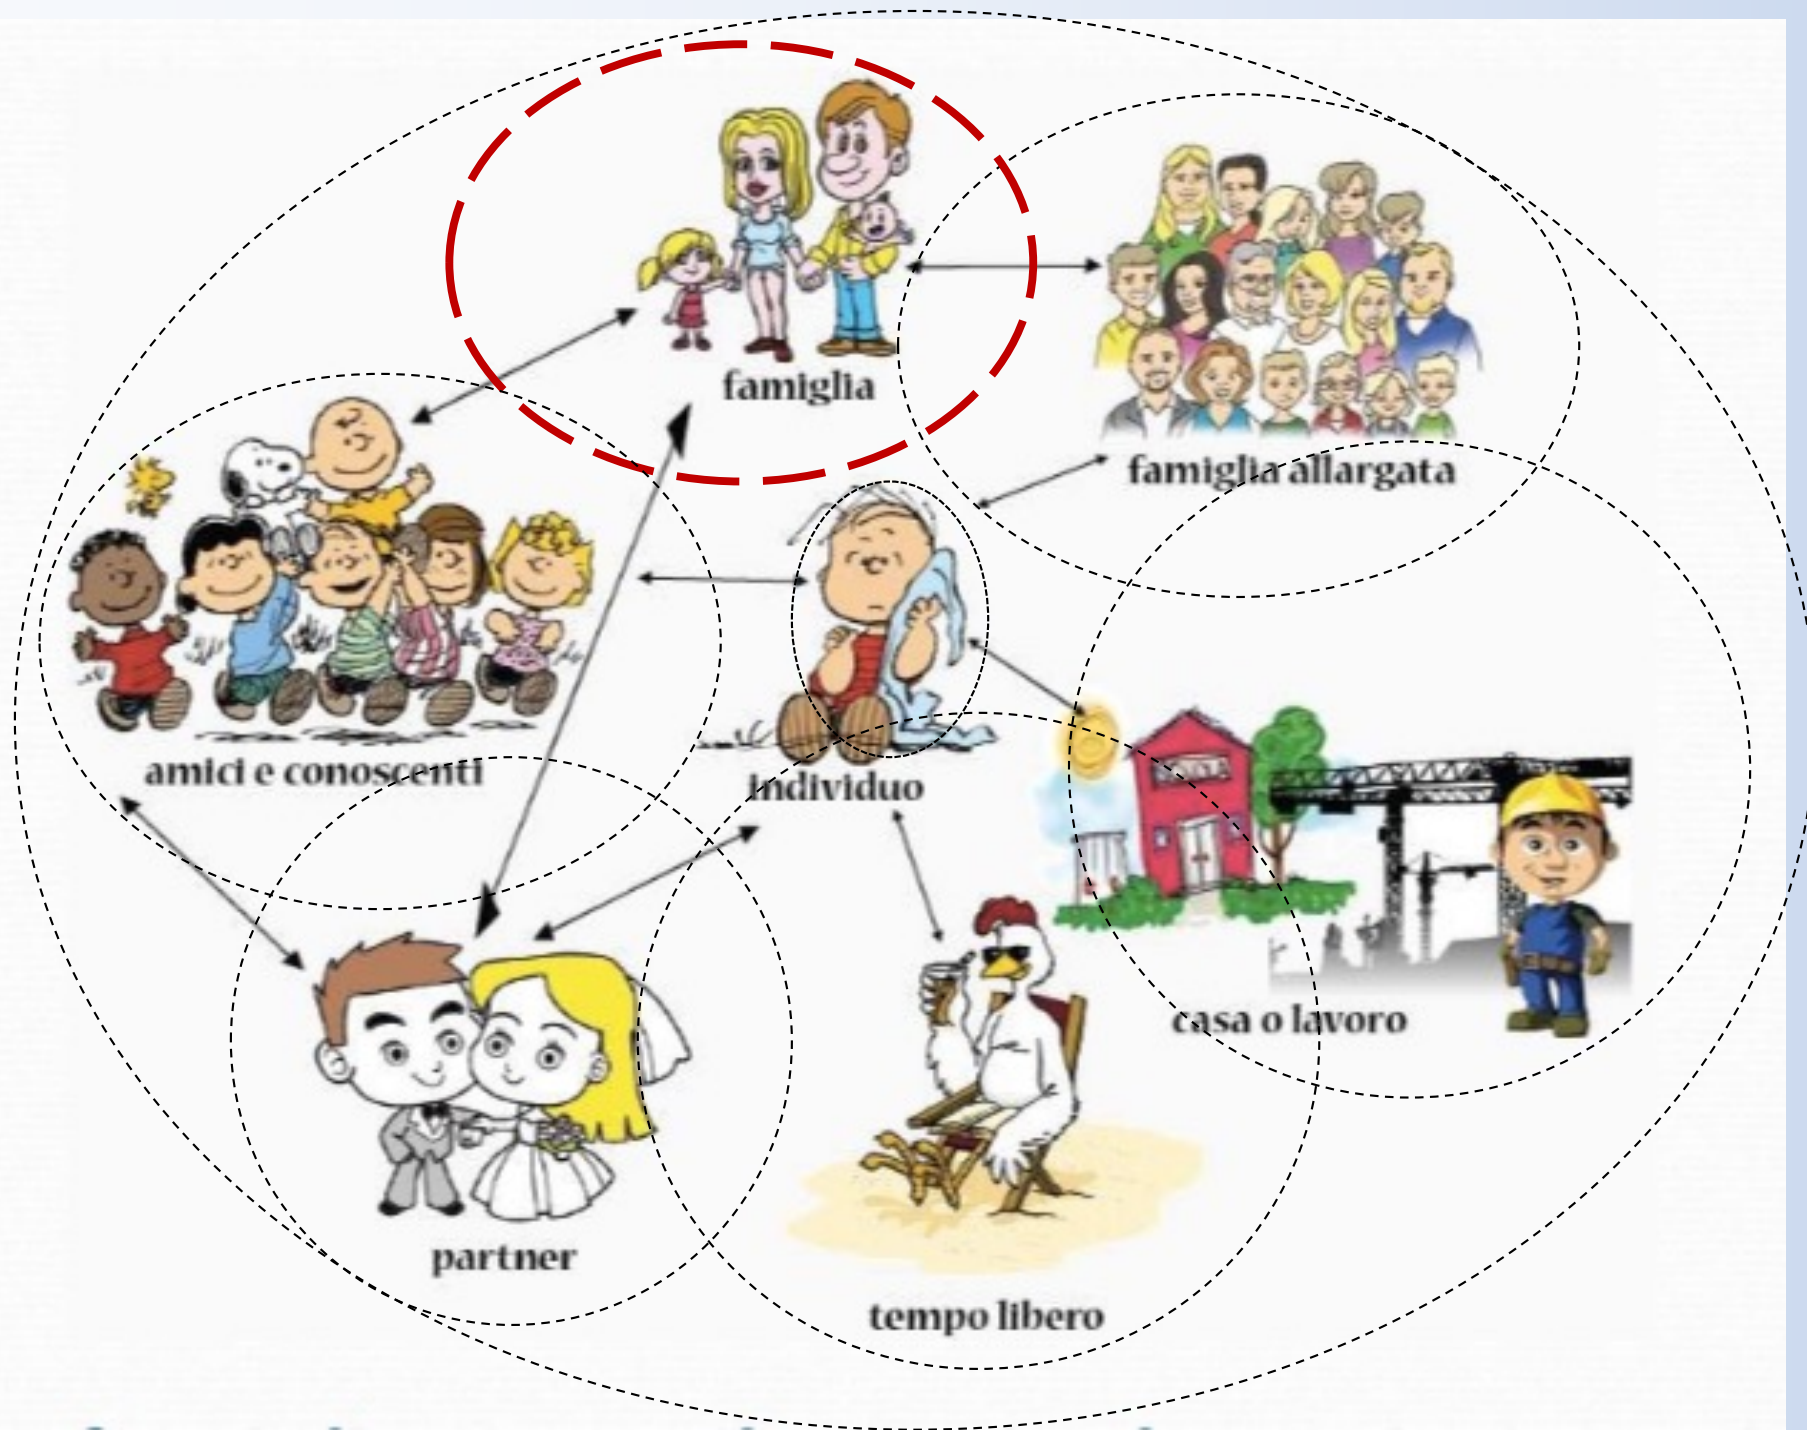 famiglia
famiglia allargata
amici e conoscenti
individuo
casa o lavoro
partner
tempo libero